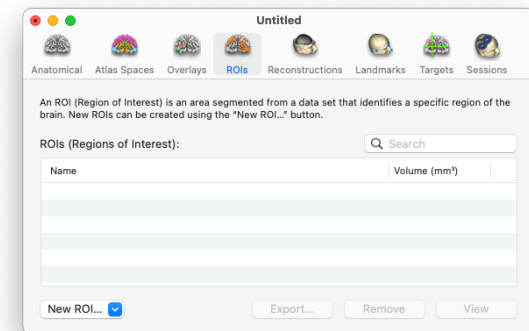 Untitled
Anatomical Atlas Spaces Overlays ROIs Reconstructions Landmarks Targets Sessions
An ROI (Region of Interest) is an area segmented from a data set that identifies a specific region of the
brain. New ROIs can be created using the “New ROI...” button.
ROIs (Regions of Interest): Search
Name Volume (mm³)
New ROI... Export... Remove View